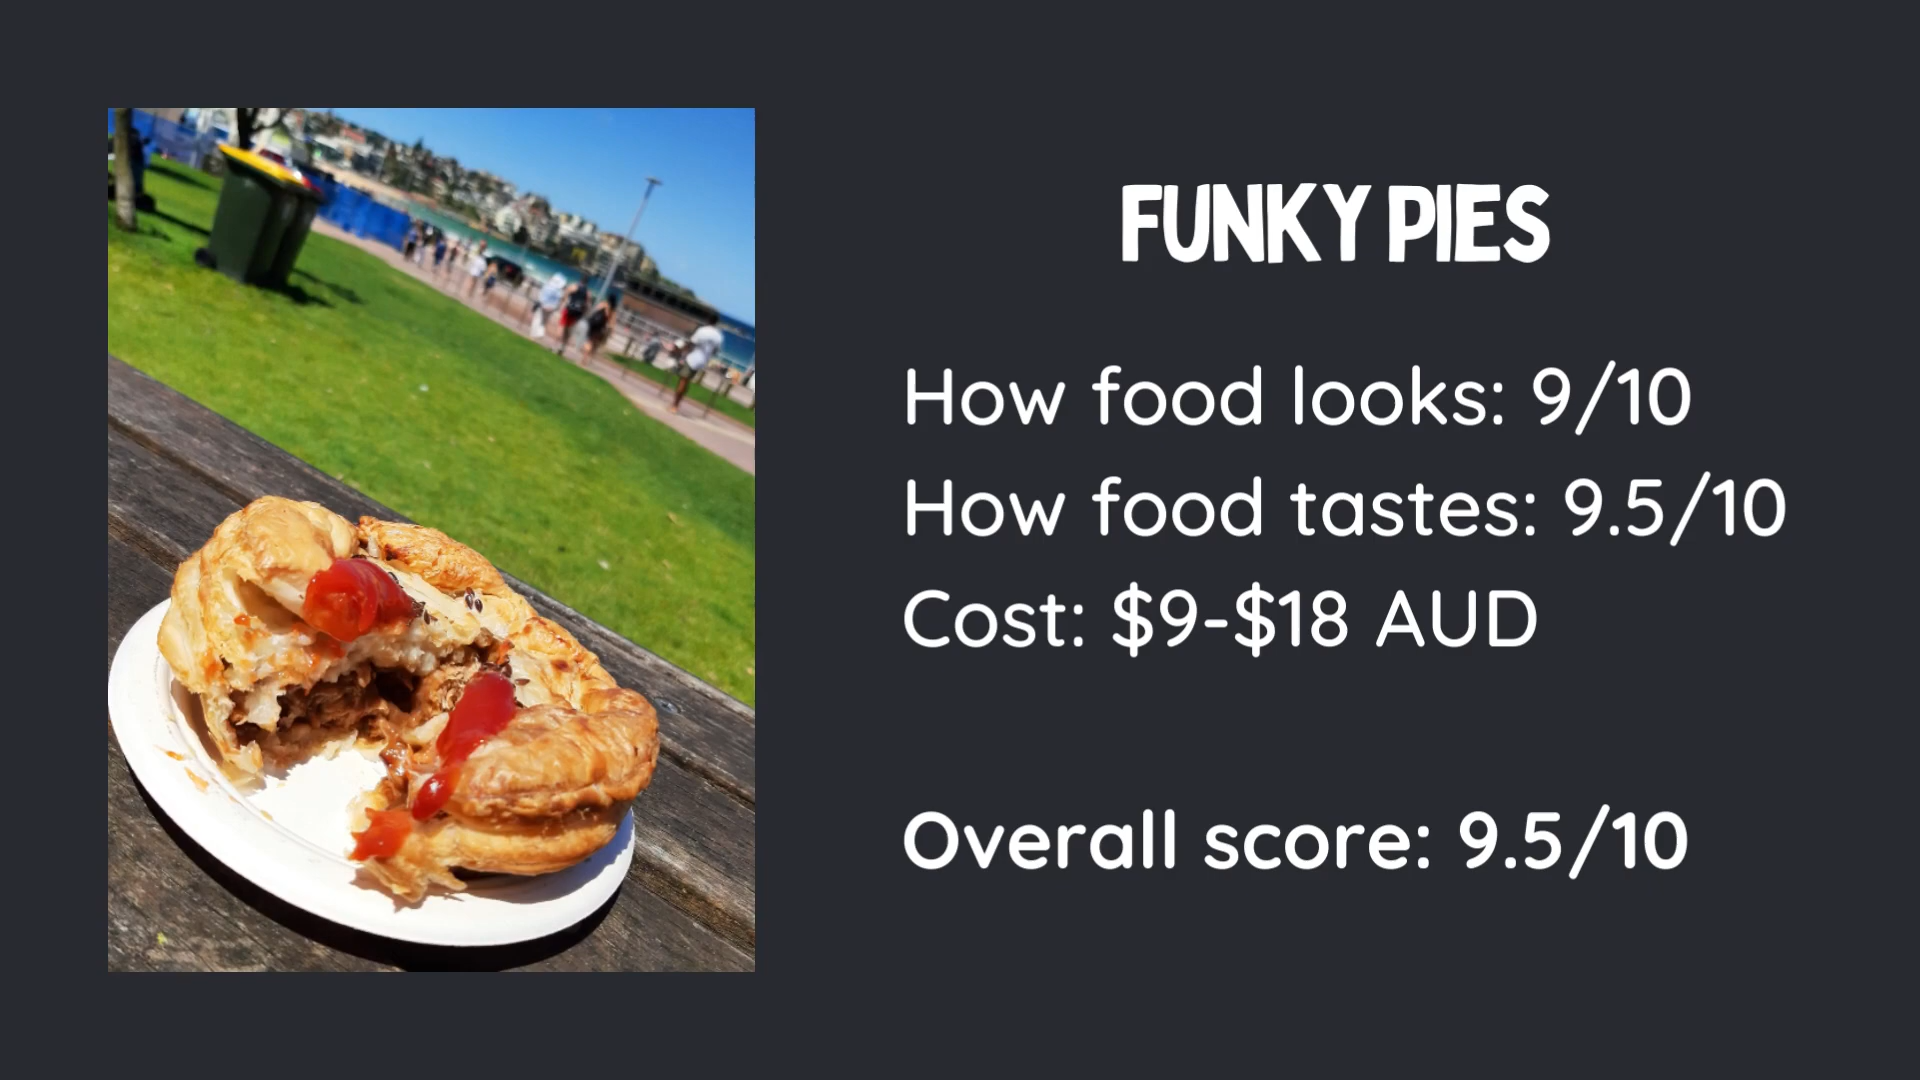 FUNKY PIES
How food looks: 9/10
How food tastes: 9.5/10
Cost: $9-$18 AUD
Overall score: 9.5/10